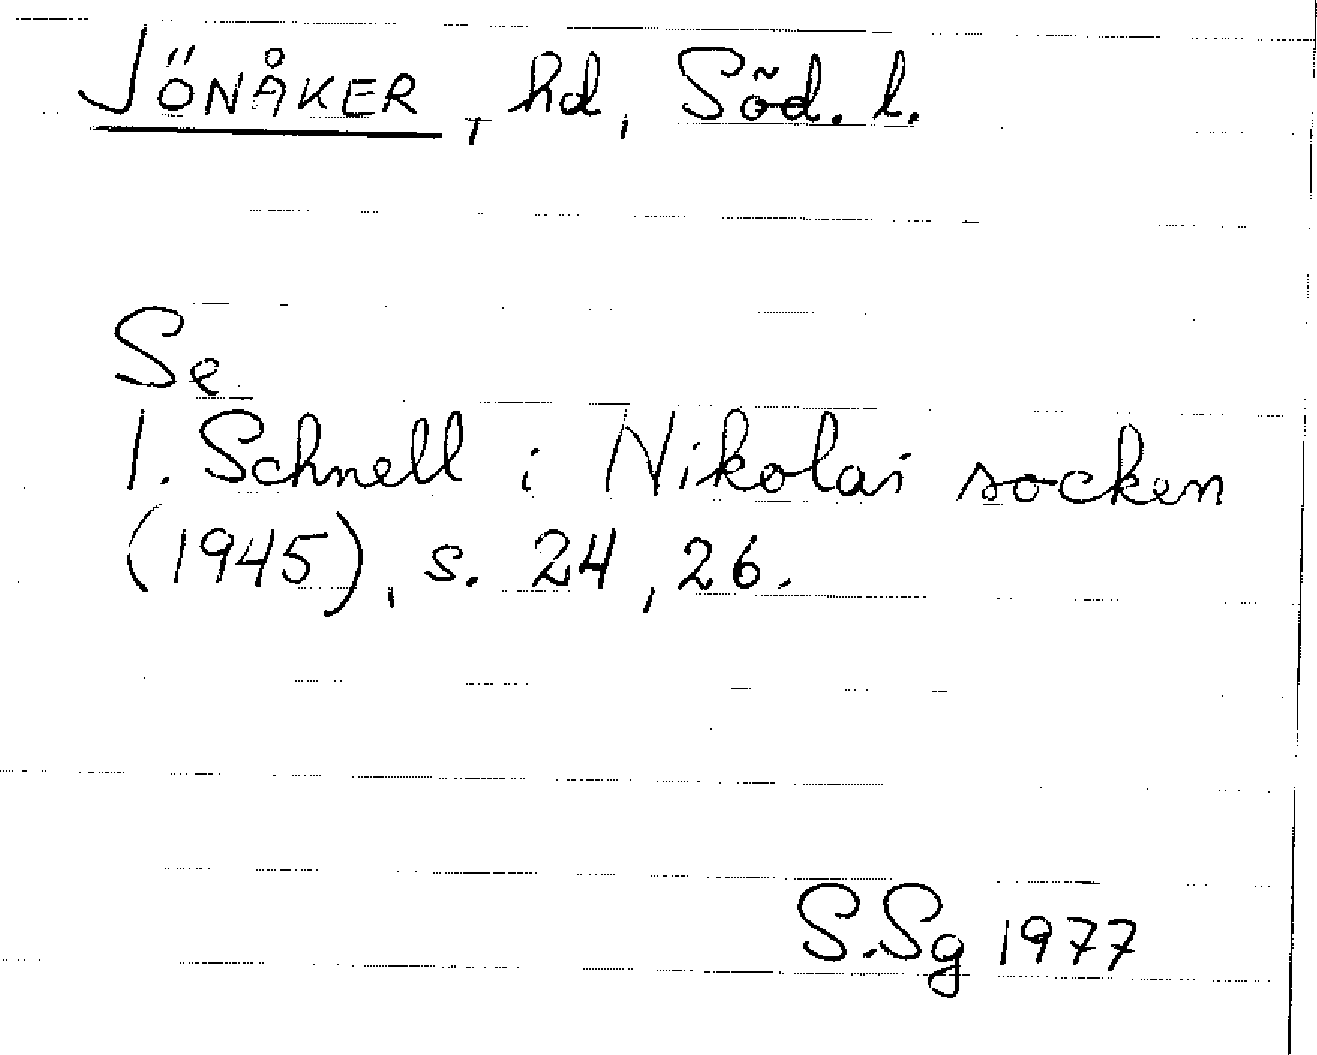 JÖNÅKER, hd, Söd. l.
Se
I. Schnell i Nikolai socken
(1945), s. 24, 26.
S.Sg 1977